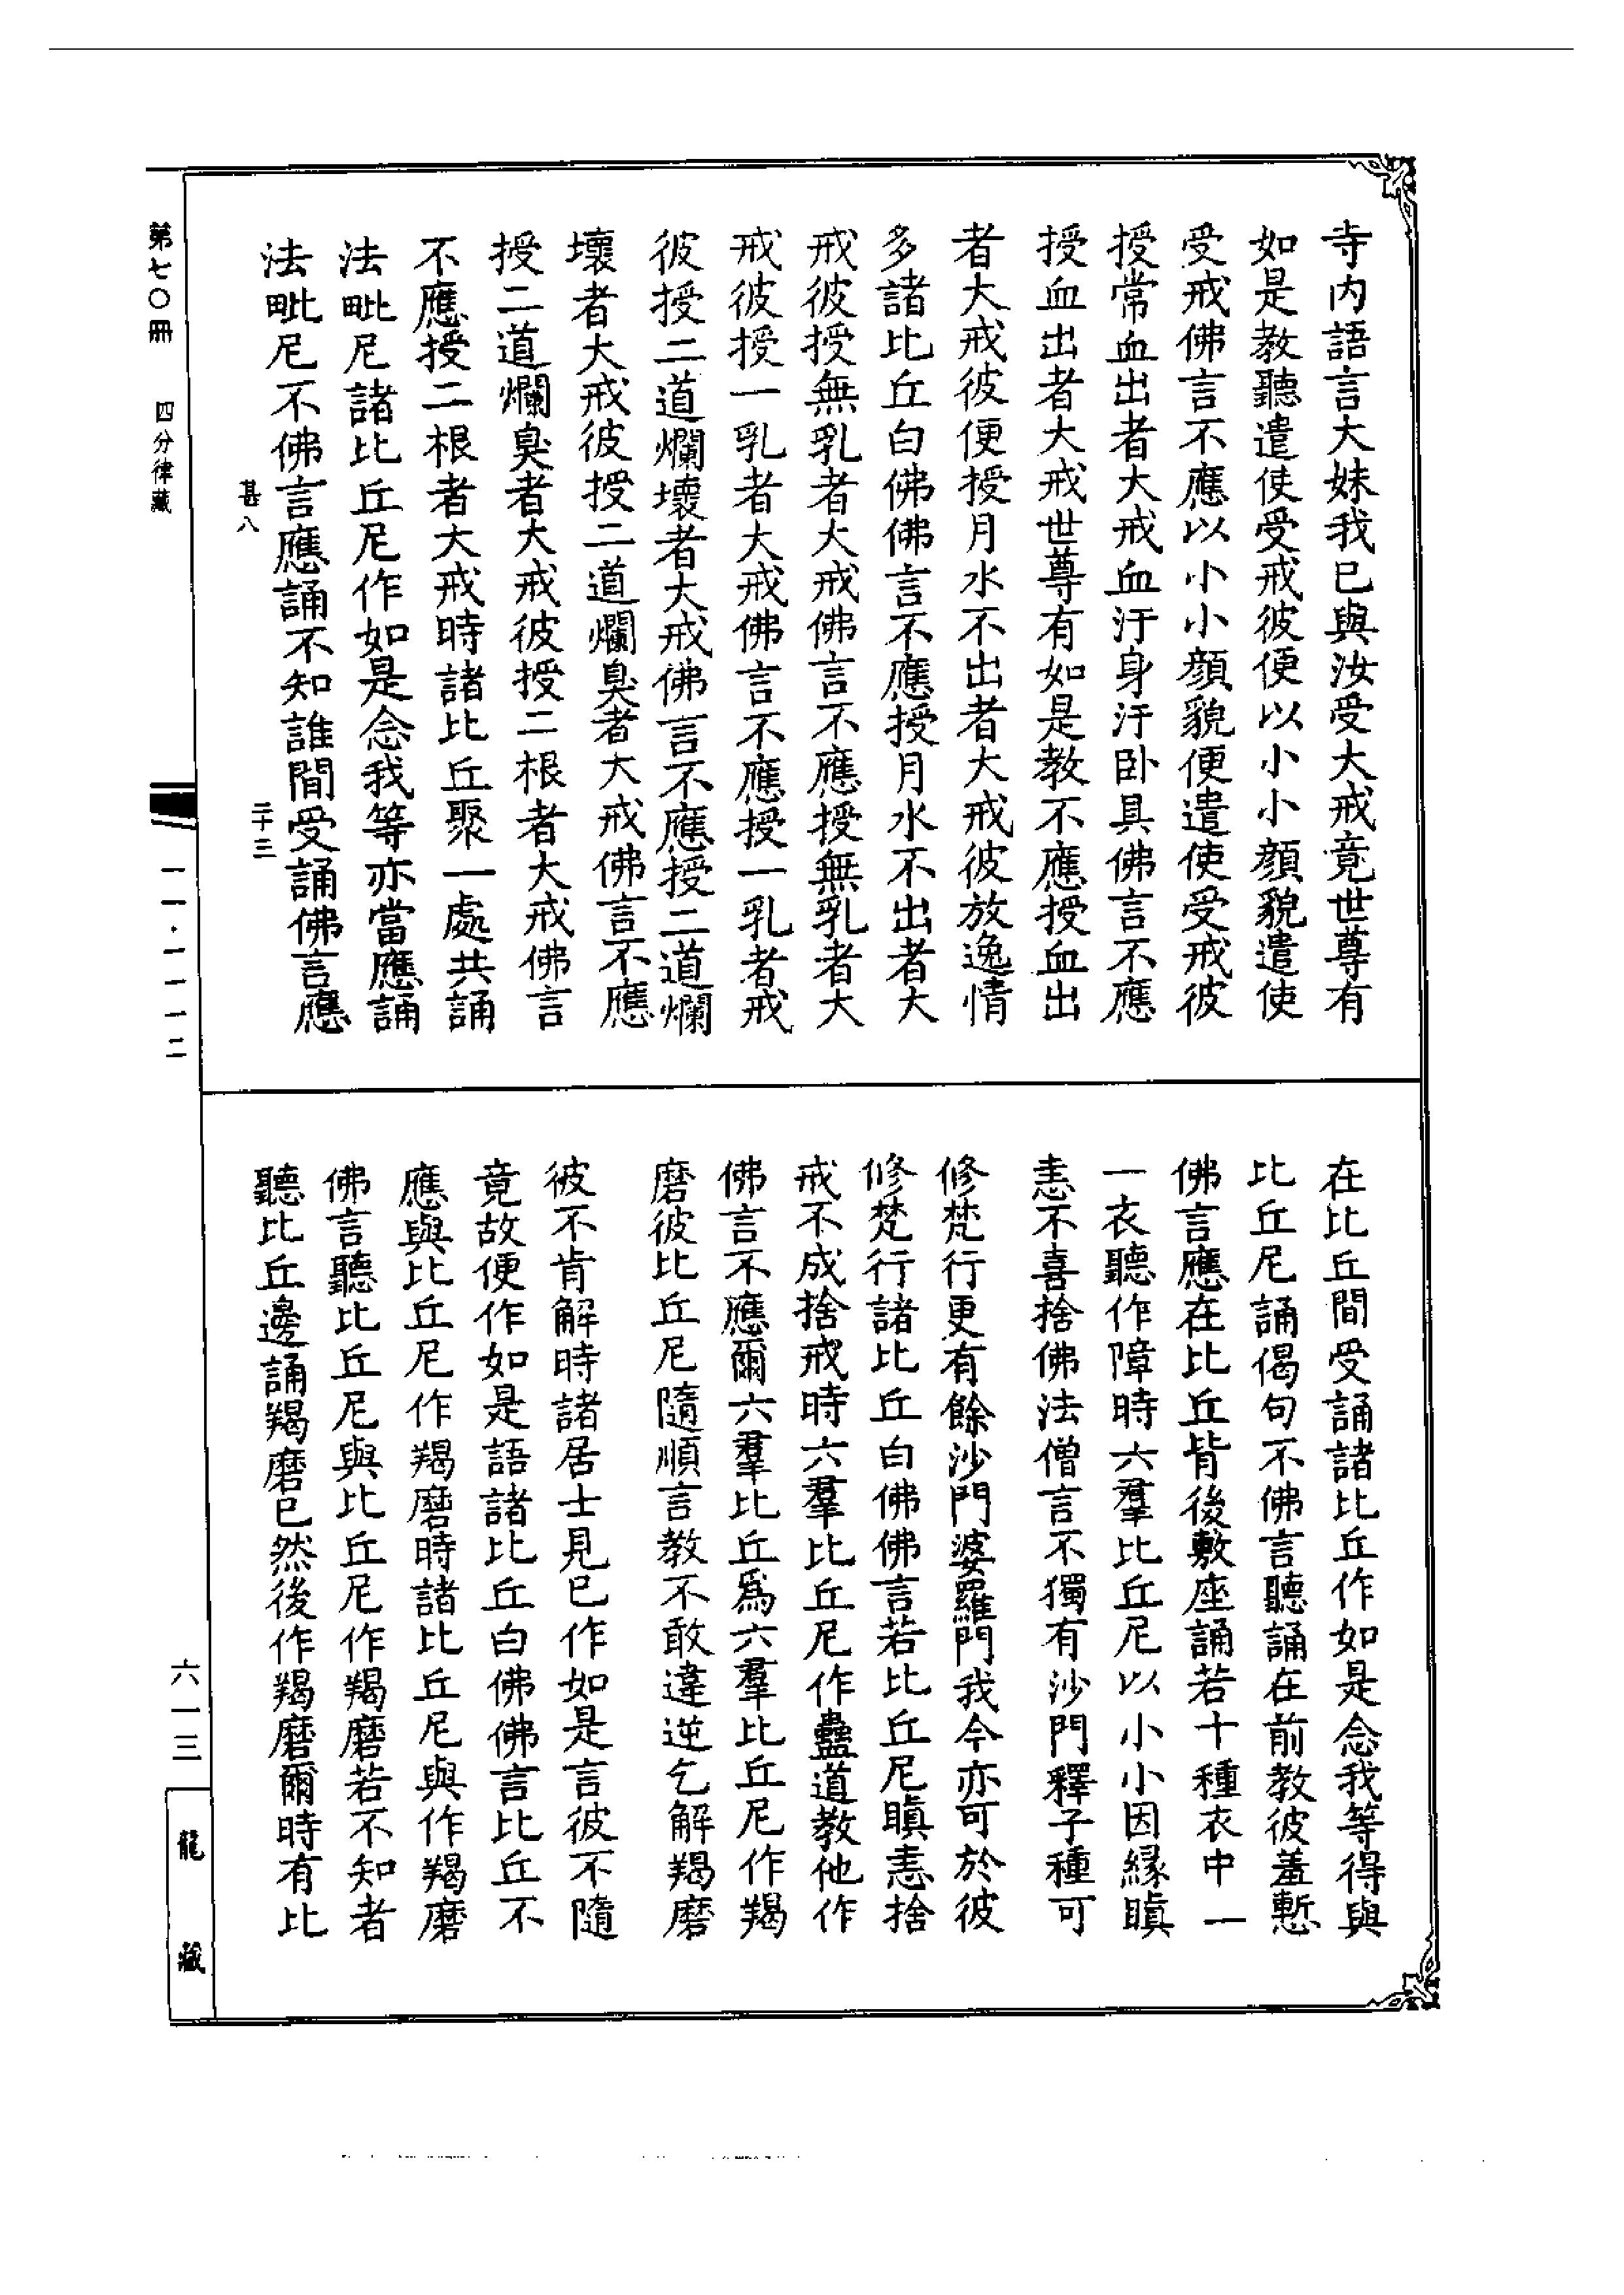 寺内語言大妹我已與汝受大戒竟世尊有
如是教聽遣使受戒彼便以小小顏貌遣使
受戒佛言不應以小小顏貌便遣使受戒彼
授常血出者大戒血汙身汙卧具佛言不應
授血出者大戒世尊有如是教不應授血出
者大戒彼便授月水不出者大戒彼放逸情
多諸比丘白佛佛言不應授月水不出者大
戒彼授無乳者大戒佛言不應授無乳者大
戒彼授一乳者大戒佛言不應授一乳者戒
彼授二道爛壞者大戒佛言不應授二道爛
壞者大戒彼授二道爛臭者大戒佛言不應
授二道爛臭者大戒彼授二根者大戒佛言
不應授二根者大戒時諸比丘聚一處共誦
法毗尼諸比丘尼作如是念我等亦當應誦
法毗尼不佛言應誦不知誰間受誦佛言應
甚八
二十三
在比丘間受誦諸比丘作如是念我等得與
比丘尼誦偈句不佛言聽誦在前教彼羞慙
佛言應在比丘背後敷座誦若十種衣中一
一衣聽作障時六羣比丘尼以小小因緣瞋
恚不喜捨佛法僧言不獨有沙門釋子種可
修梵行更有餘沙門婆羅門我今亦可於彼
修梵行諸比丘白佛佛言若比丘尼瞋恚捨
戒不成捨戒時六羣比丘尼作蠱道教他作
佛言不應爾六羣比丘爲六羣比丘尼作羯
磨彼比丘尼隨順言教不敢違逆乞解羯磨
彼不肯解時諸居士見已作如是言彼不隨
竟故便作如是語諸比丘白佛佛言比丘不
應與比丘尼作羯磨時諸比丘尼與作羯磨
佛言聽比丘尼與比丘尼作羯磨若不知者
聽比丘邊誦羯磨已然後作羯磨爾時有比
第七〇冊
四分律藏
一一·一一一二
六一三
龍藏